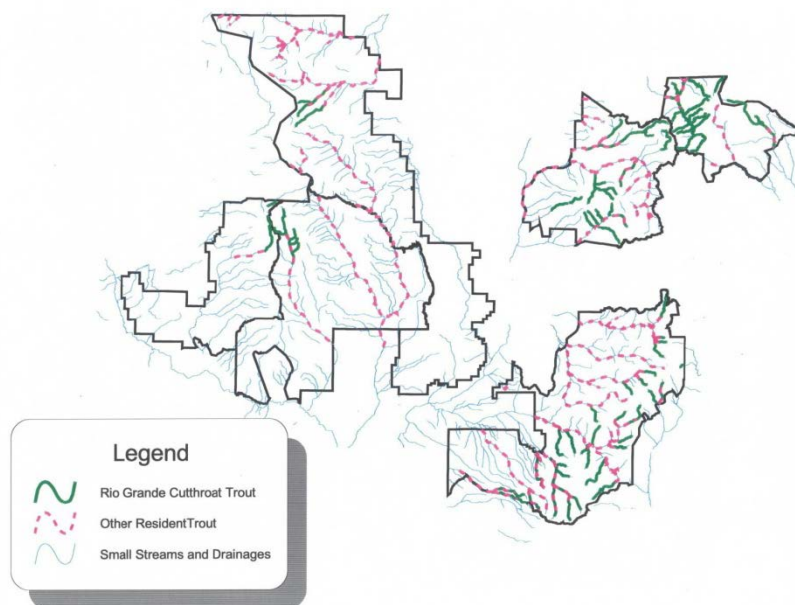 Legend
Rio Grande Cutthroat Trout
Other ResidentTrout
Small Streams and Drainages